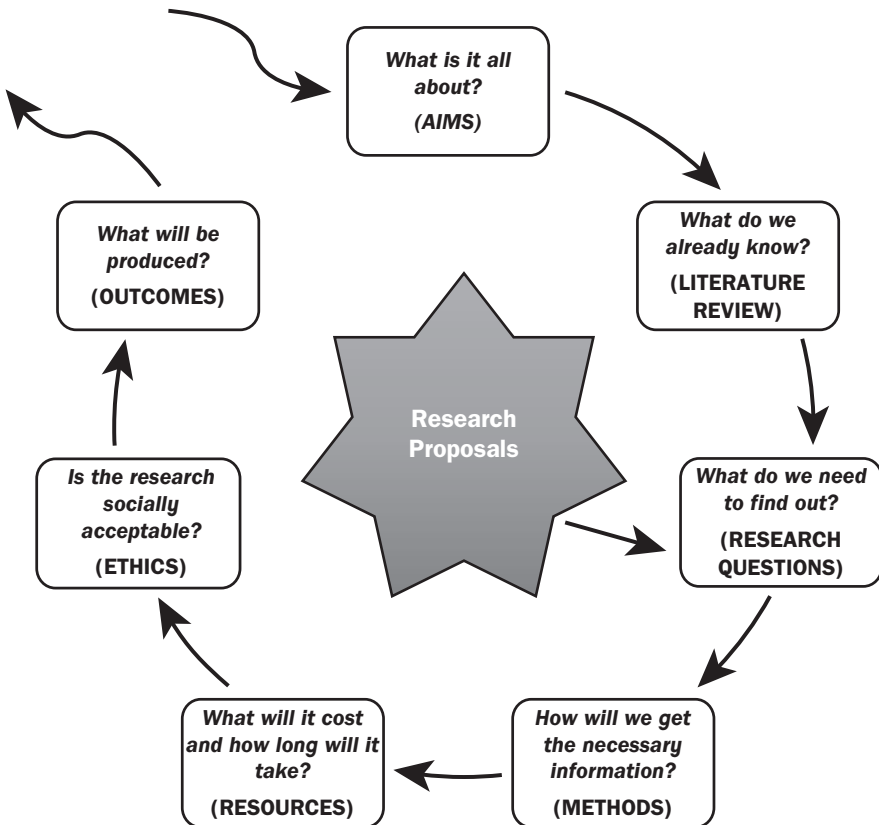 What is it all
about?
(AIMS)
What do we
already know?
(LITERATURE
REVIEW)
What do we need
to find out?
(RESEARCH
QUESTIONS)
How will we get
the necessary
information?
(METHODS)
What will it cost
and how long will it
take?
(RESOURCES)
Is the research
socially
acceptable?
(ETHICS)
What will be
produced?
(OUTCOMES)
Research
Proposals